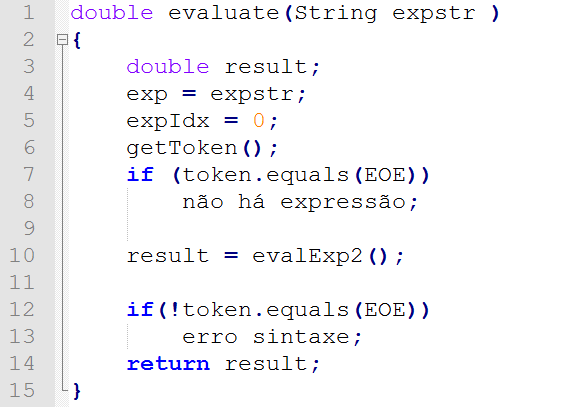 1 double evaluate(String expstr )
2 {
3 double result;
4 exp = expstr;
5 expIdx = 0;
6 getToken();
7 if (token.equals(EOE))
8 não há expressão;
9
10 result = evalExp2();
11
12 if(!token.equals(EOE))
13 erro sintaxe;
14 return result;
15 }